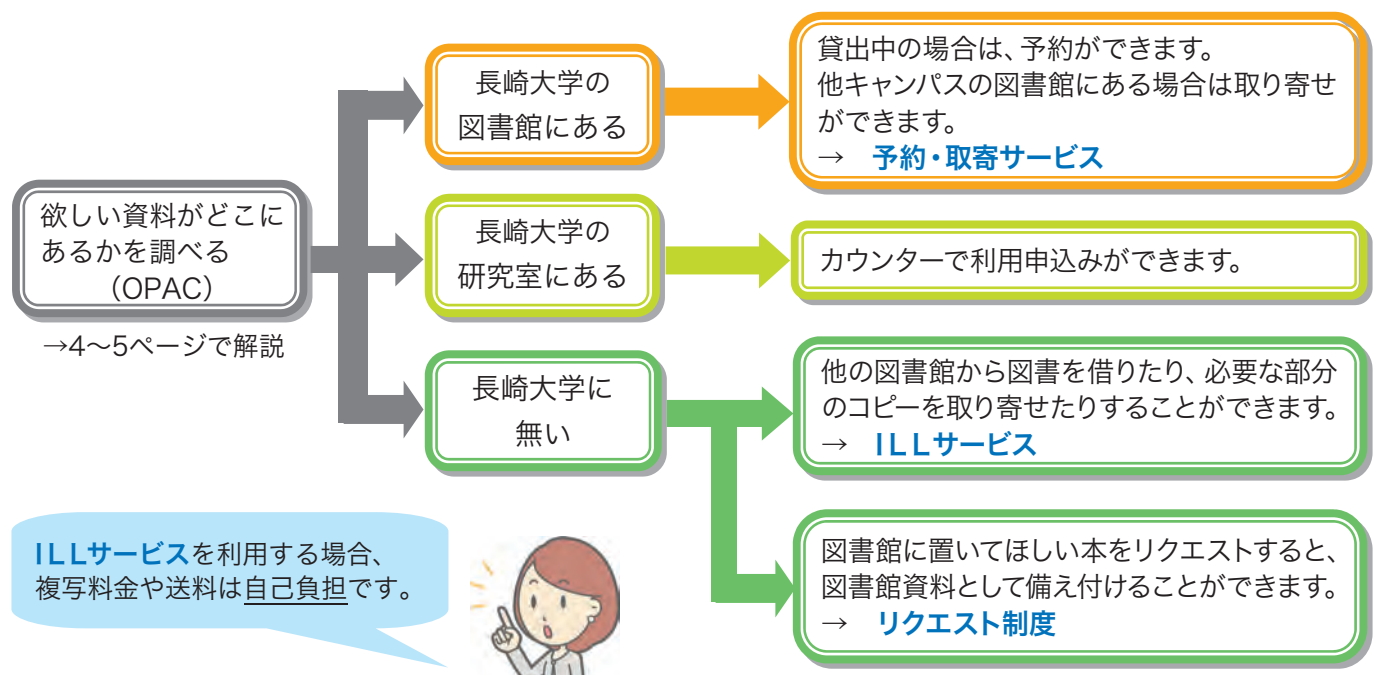 欲しい資料がどこに
あるかを調べる
（OPAC）
→4～5ページで解説
長崎大学の
図書館にある
貸出中の場合は、予約ができます。
他キャンパスの図書館にある場合は取り寄せ
ができます。
→　予約・取寄サービス
長崎大学の
研究室にある
カウンターで利用申込みができます。
長崎大学に
無い
他の図書館から図書を借りたり、必要な部分
のコピーを取り寄せたりすることができます。
→　ILLサービス
図書館に置いてほしい本をリクエストすると、
図書館資料として備え付けることができます。
→　リクエスト制度
ILLサービスを利用する場合、
複写料金や送料は自己負担です。